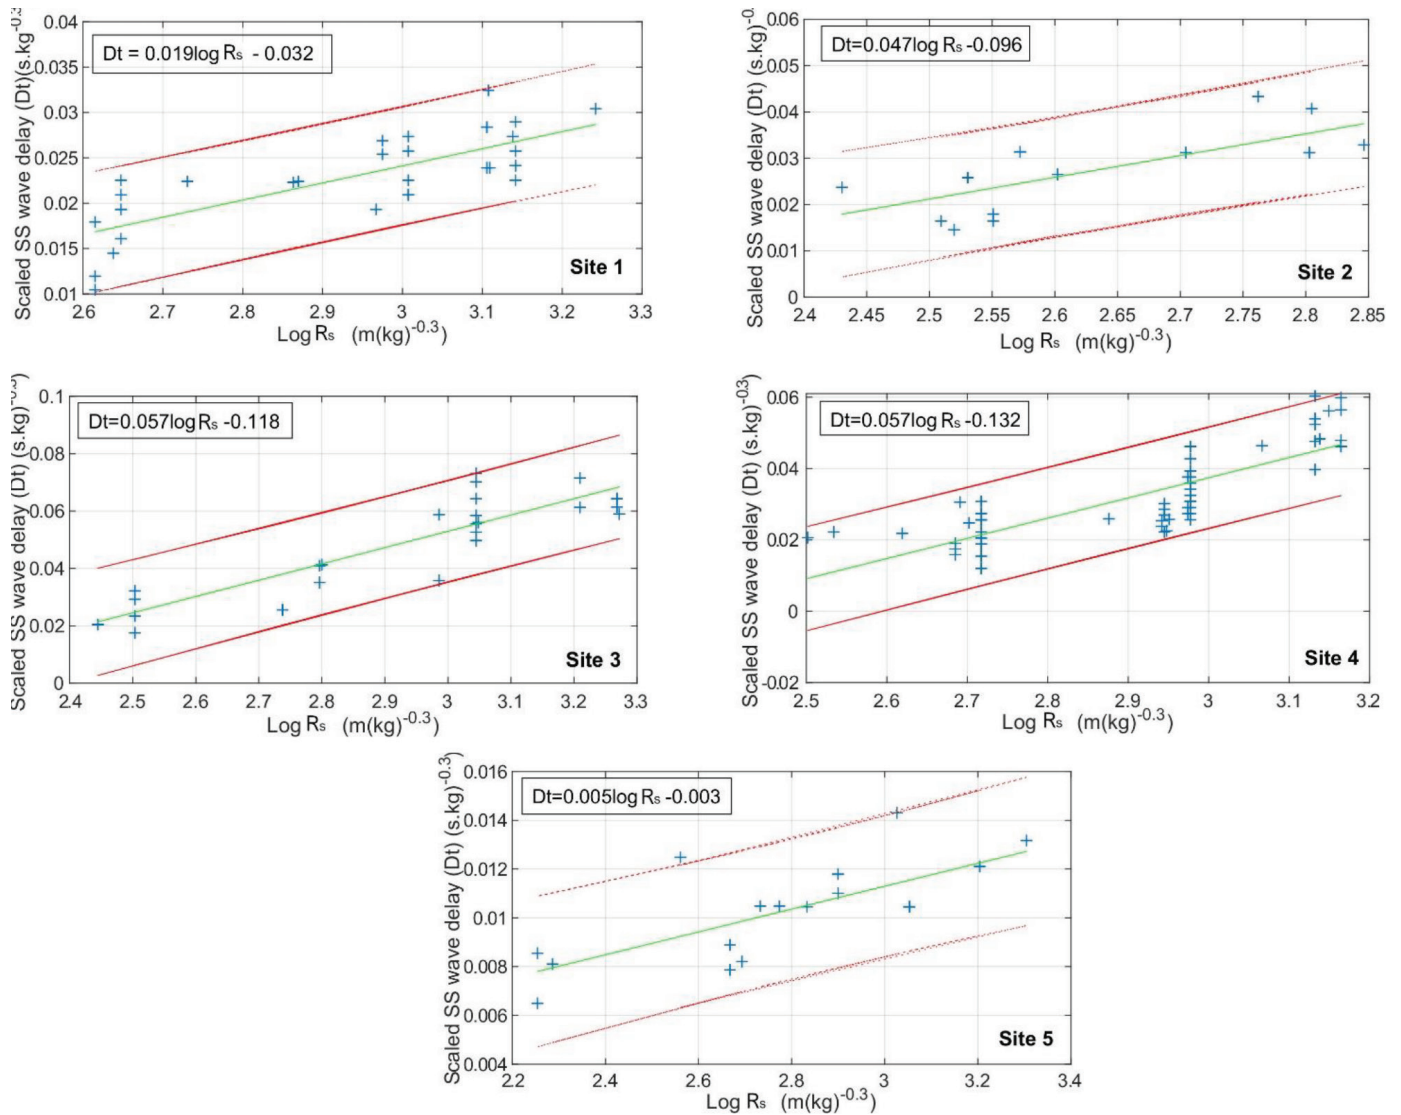 Scaled SS wave delay (Dt)(s.kg)-0.3
0.04
0.035
0.03
0.025
0.02
0.015
0.01
Dt = 0.019log Rs - 0.032
Site 1
2.6 2.7 2.8 2.9 3 3.1 3.2 3.3
Log Rs (m(kg)-0.3)
Scaled SS wave delay (Dt) (s.kg)-0.
0.06
0.05
0.04
0.03
0.02
0.01
0
Dt=0.047log Rs -0.096
Site 2
2.4 2.45 2.5 2.55 2.6 2.65 2.7 2.75 2.8 2.85
Log Rs (m(kg)-0.3)
Scaled SS wave delay (Dt) (s.kg)-0.3)
0.1
0.08
0.06
0.04
0.02
0
Dt=0.057log Rs -0.118
Site 3
2.4 2.5 2.6 2.7 2.8 2.9 3 3.1 3.2 3.3
Log Rs (m(kg)-0.3)
Scaled SS wave delay (Dt) (s.kg)-0.3)
0.06
0.04
0.02
0
-0.02
Dt=0.057log Rs -0.132
Site 4
2.5 2.6 2.7 2.8 2.9 3 3.1 3.2
Log Rs (m(kg)-0.3)
Scaled SS wave delay (Dt) (s.kg)-0.3)
0.016
0.014
0.012
0.01
0.008
0.006
0.004
Dt=0.005log Rs -0.003
Site 5
2.2 2.4 2.6 2.8 3 3.2 3.4
Log Rs (m(kg)-0.3)